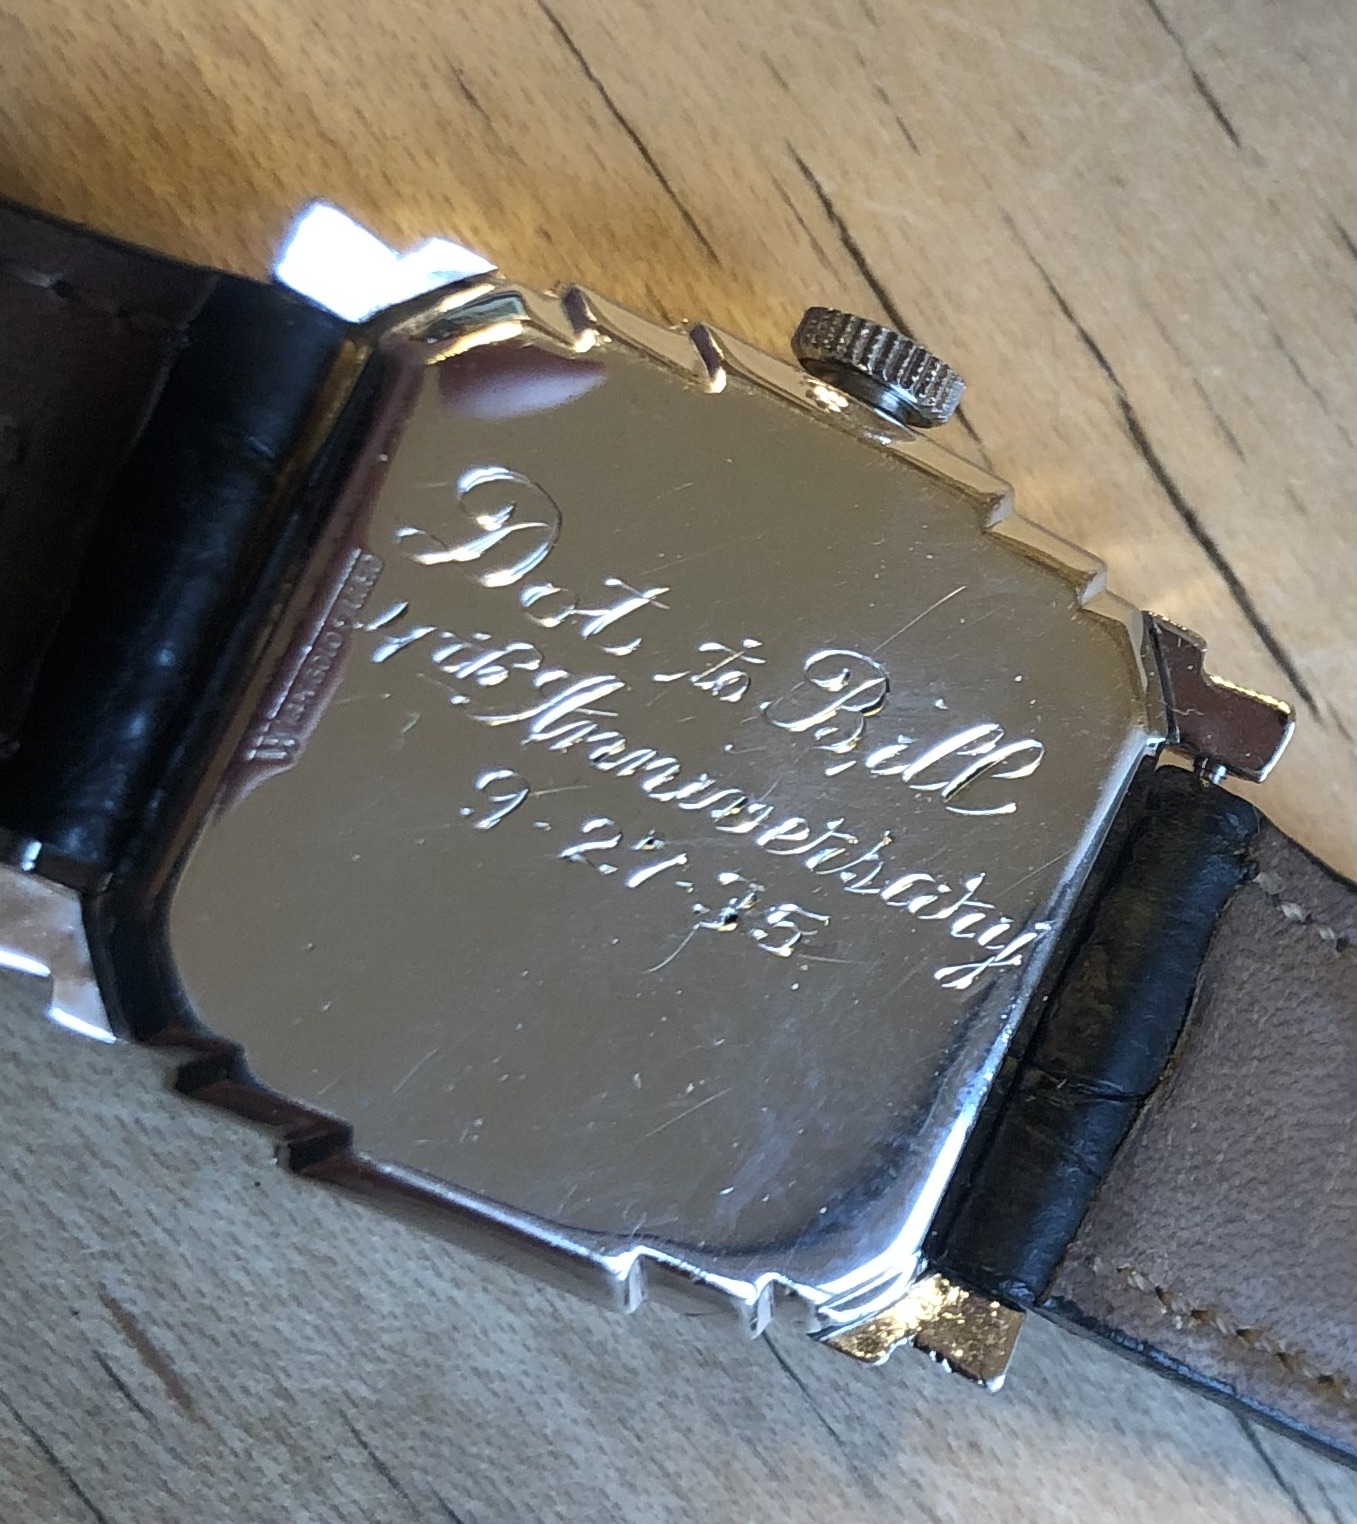 Dot to Bill
14th Anniversary
9-27-35